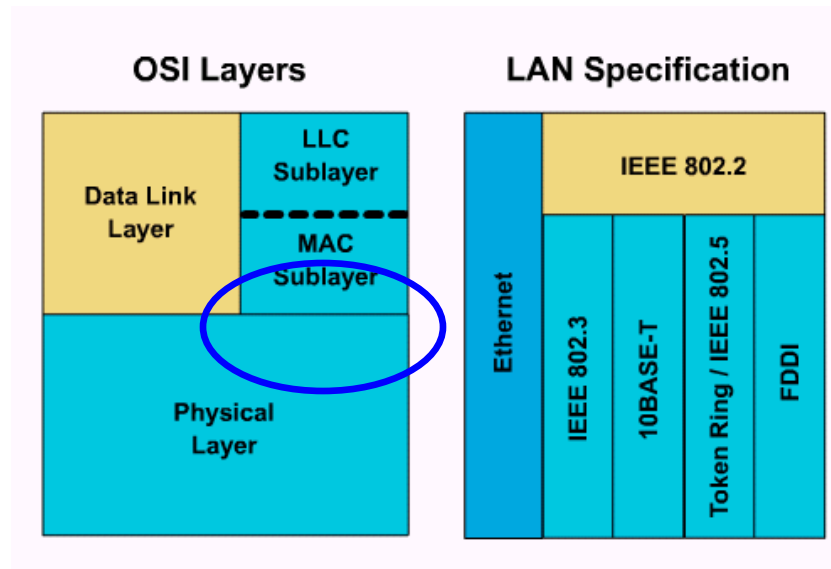 OSI Layers
LAN Specification
Data Link
Layer
LLC
Sublayer
MAC
Sublayer
Physical
Layer
Ethernet
IEEE 802.2
IEEE 802.3
10BASE-T
Token Ring / IEEE 802.5
FDDI